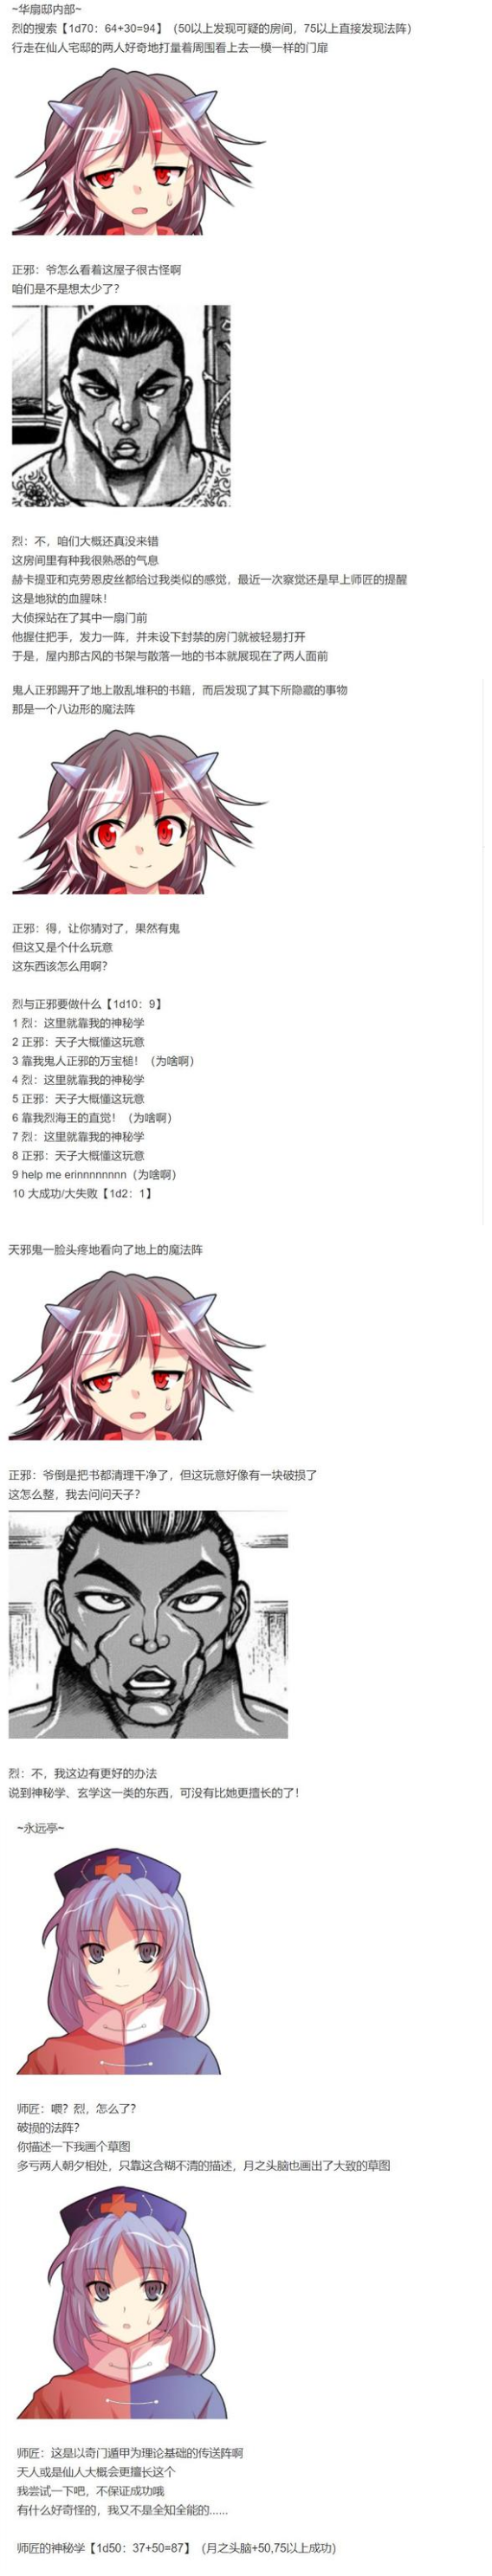 ~华扇邸内部~
烈的搜索【1d70：64+30=94】（50以上发现可疑的房间，75以上直接发现法阵）
行走在仙人宅邸的两人好奇地打量着周围看上去一模一样的门扉
正邪：爷怎么看着这屋子很古怪啊
咱们是不是想太少了？
烈：不，咱们大概还真没来错
这房间里有种我很熟悉的气息
赫卡提亚和克劳恩皮丝都给过我类似的感觉，最近一次察觉还是早上师匠的提醒
这是地狱的血腥味！
大侦探站在了其中一扇门前
他握住把手，发力一阵，并未设下封禁的房门就被轻易打开
于是，屋内那古风的书架与散落一地的书本就展现在了两人面前
鬼人正邪踢开了地上散乱堆积的书籍，而后发现了其下所隐藏的事物
那是一个八边形的魔法阵
正邪：得，让你猜对了，果然有鬼
但这又是个什么玩意
这东西该怎么用啊？
烈与正邪要做什么【1d10：9】
1 烈：这里就靠我的神秘学
2 正邪：天子大概懂这玩意
3 靠我鬼人正邪的万宝槌！（为啥啊）
4 烈：这里就靠我的神秘学
5 正邪：天子大概懂这玩意
6 靠我烈海王的直觉！（为啥啊）
7 烈：这里就靠我的神秘学
8 正邪：天子大概懂这玩意
9 help me erinnnnnnnn（为啥啊）
10 大成功/大失败【1d2：1】
天邪鬼一脸头疼地看向了地上的魔法阵
正邪：爷倒是把书都清理干净了，但这玩意好像有一块破损了
这怎么整，我去问问天子？
烈：不，我这边有更好的办法
说到神秘学、玄学这一类的东西，可没有比她更擅长的了！
~永远亭~
师匠：喂？烈，怎么了？
破损的法阵？
你描述一下我画个草图
多亏两人朝夕相处，只靠这含糊不清的描述，月之头脑也画出了大致的草图
师匠：这是以奇门遁甲为理论基础的传送阵啊
天人或是仙人大概会更擅长这个
我尝试一下吧，不保证成功哦
有什么好奇怪的，我又不是全知全能的……
师匠的神秘学【1d50：37+50=87】（月之头脑+50,75以上成功）